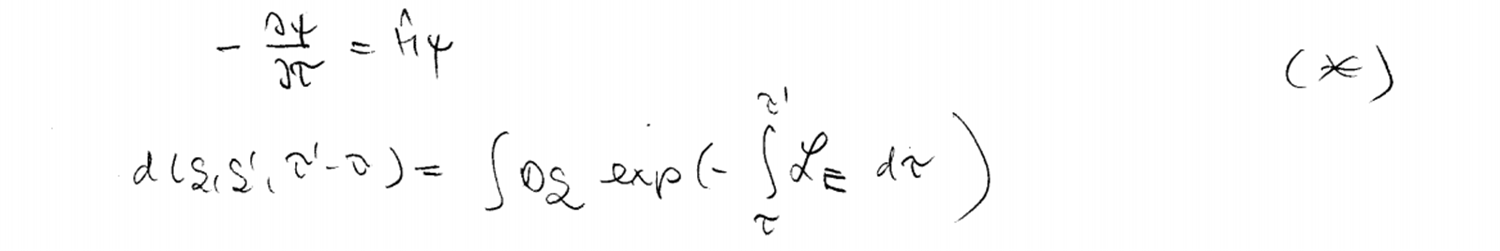 - ∂ψ/∂τ = Ĥψ (*)
d(q, q', τ' - τ) = ∫ Dq exp(- ∫_τ^τ' ℒ_E dτ)